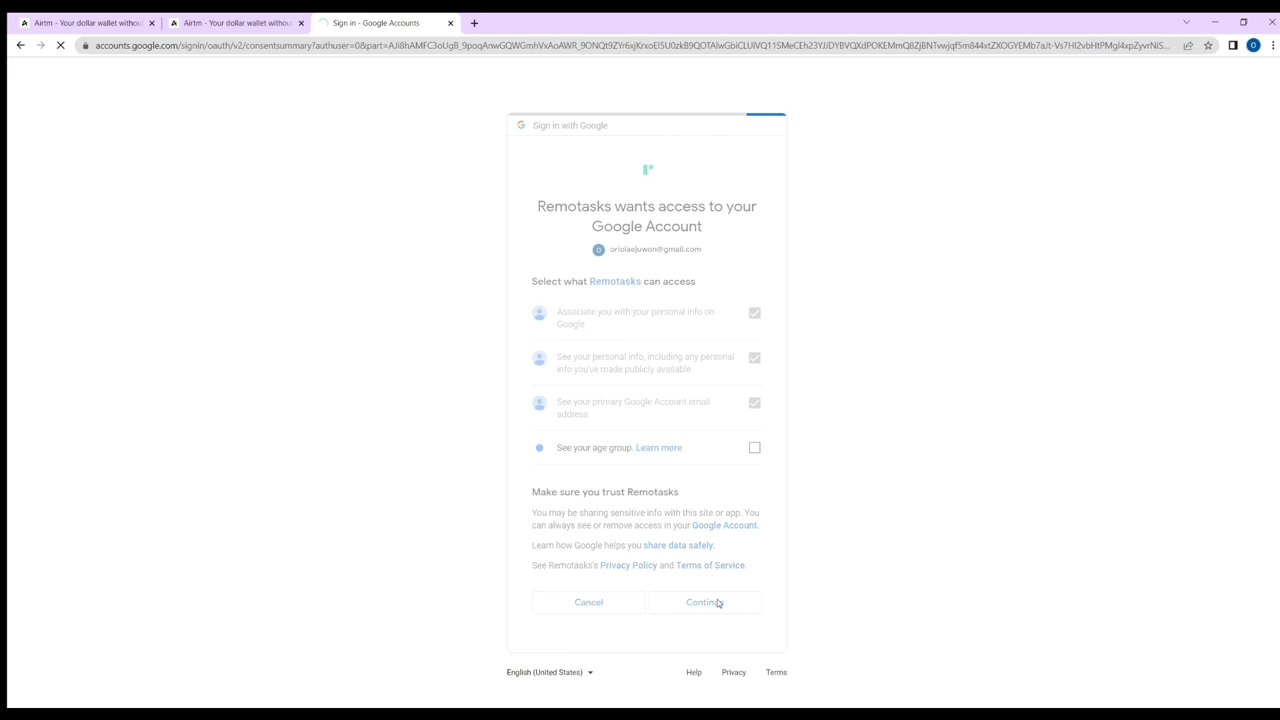 Airtm - Your dollar wallet without
Airtm - Your dollar wallet without
Sign in - Google Accounts
Sign in with Google
Remotasks wants access to your
Google Account
orioiaejuwon@gmail.com
Select what Remotasks can access
Associate you with your personal info on
Google
See your personal info, including any personal
info you've made publicly available
See your primary Google Account email
address
See your age group. Learn more
Make sure you trust Remotasks
You may be sharing sensitive info with this site or app. You
can always see or remove access in your Google Account.
Learn how Google helps you share data safely.
See Remotasks's Privacy Policy and Terms of Service.
Cancel Continue
English (United States) Help Privacy Terms